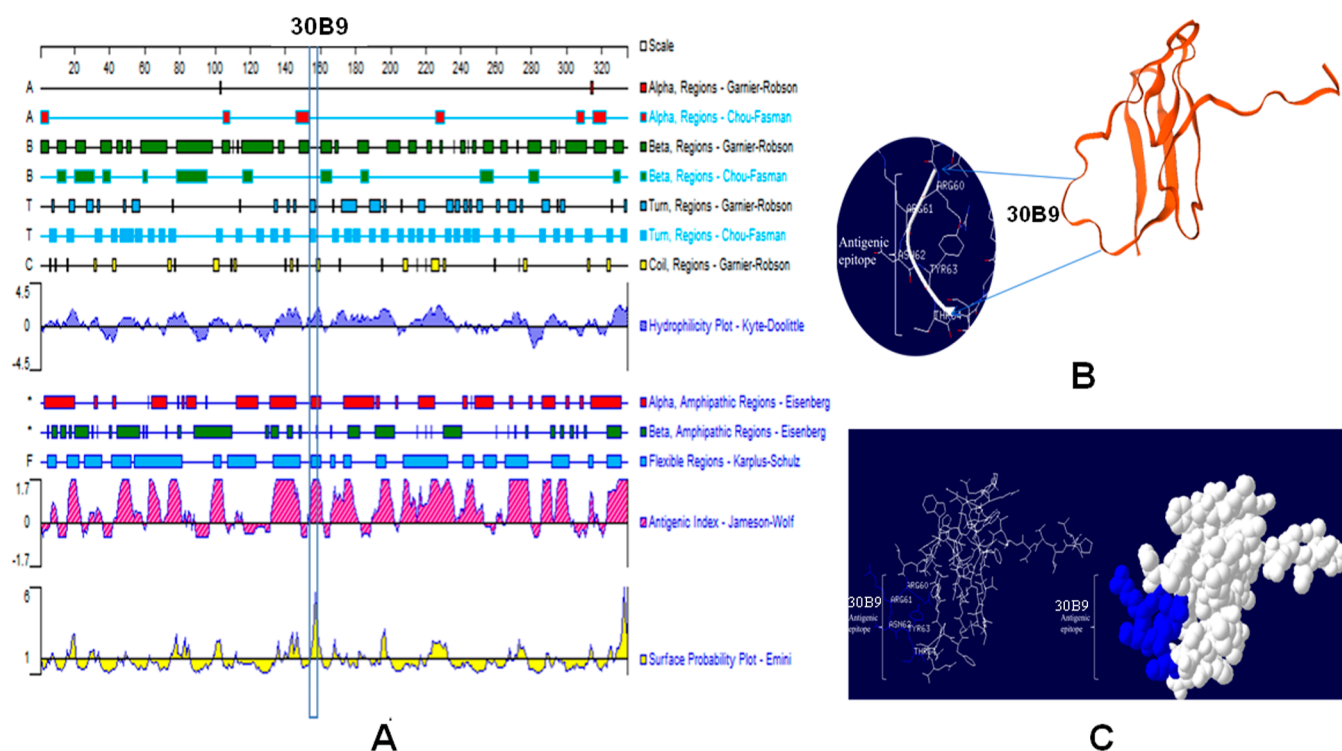 30B9
Scale
20 40 60 80 100 120 140 160 180 200 220 240 260 280 300 320
A Alpha, Regions - Garnier-Robson
A Alpha, Regions - Chou-Fasman
B Beta, Regions - Garnier-Robson
B Beta, Regions - Chou-Fasman
T Turn, Regions - Garnier-Robson
T Turn, Regions - Chou-Fasman
C Coil, Regions - Garnier-Robson
4.5
0 Hydrophilicity Plot - Kyte-Doolittle
-4.5
* Alpha, Amphipathic Regions - Eisenberg
* Beta, Amphipathic Regions - Eisenberg
F Flexible Regions - Karplus-Schulz
1.7
0 Antigenic Index - Jameson-Wolf
-1.7
6
1 Surface Probability Plot - Emini
A
ARG60
ARG61
Antigenic
epitope
ASN62
TYR63
THR64
30B9
B
ARG60
ARG61
30B9
Antigenic
epitope
ASN62
TYR63
30B9
Antigenic
epitope
C